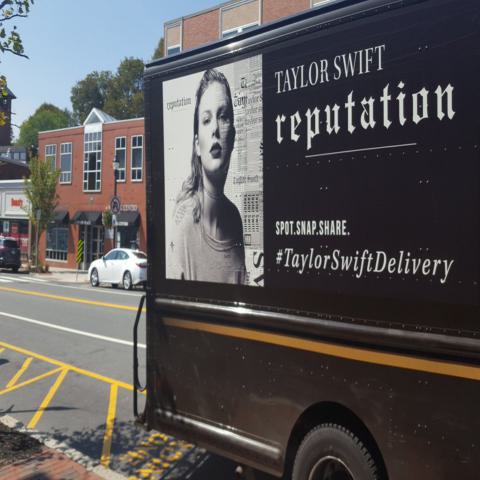 TAYLOR SWIFT
reputation
reputation
SPOT.SNAP.SHARE.
#TaylorSwiftDelivery